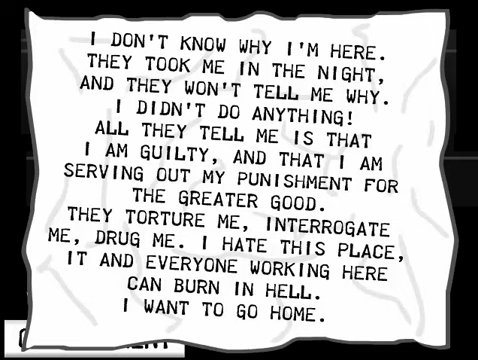 I DON'T KNOW WHY I'M HERE.
THEY TOOK ME IN THE NIGHT,
AND THEY WON'T TELL ME WHY.
I DIDN'T DO ANYTHING!
ALL THEY TELL ME IS THAT
I AM GUILTY, AND THAT I AM
SERVING OUT MY PUNISHMENT FOR
THE GREATER GOOD.
THEY TORTURE ME, INTERROGATE
ME, DRUG ME. I HATE THIS PLACE,
IT AND EVERYONE WORKING HERE
CAN BURN IN HELL.
I WANT TO GO HOME.